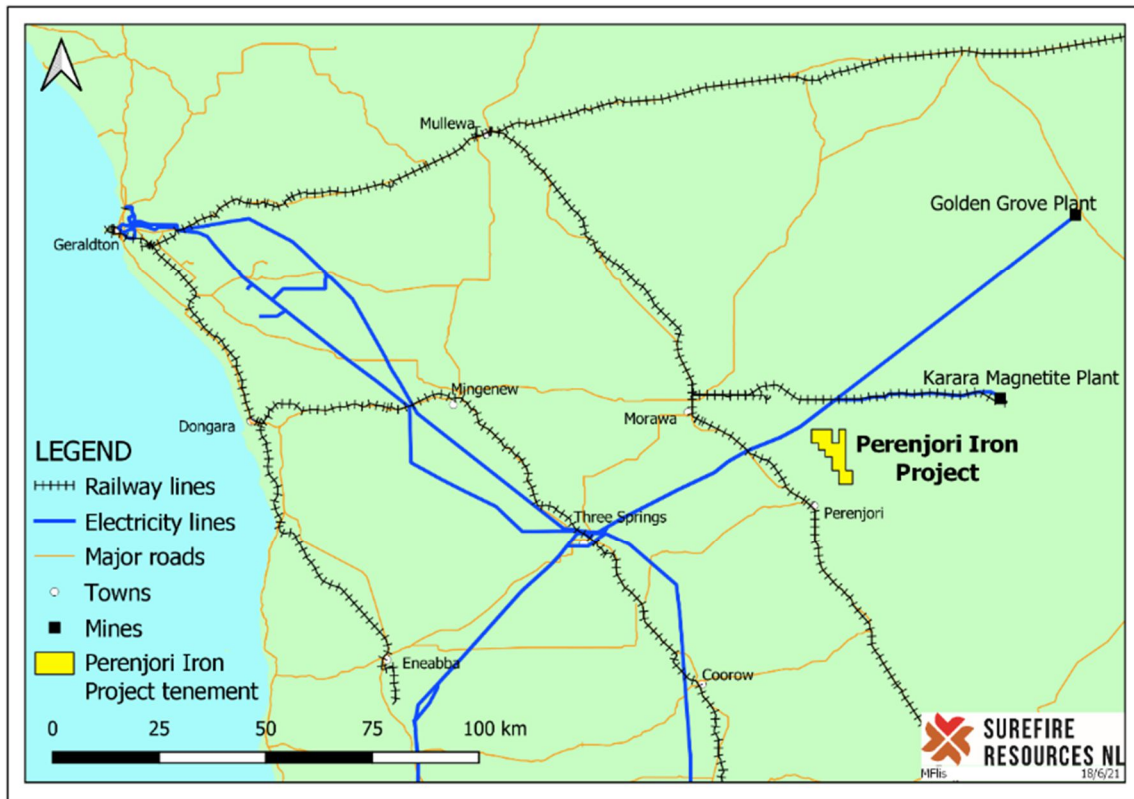 Mullewa
Golden Grove Plant
Geraldton
Karara Magnetite Plant
Mingenew
Morawa
Dongara
Perenjori Iron
Project
Perenjori
Three Springs
LEGEND
Railway lines
Electricity lines
Major roads
Towns
Mines
Perenjori Iron
Project tenement
Eneabba
Coorow
0 25 50 75 100 km
SUREFIRE
RESOURCES NL
MFlis 18/6/21